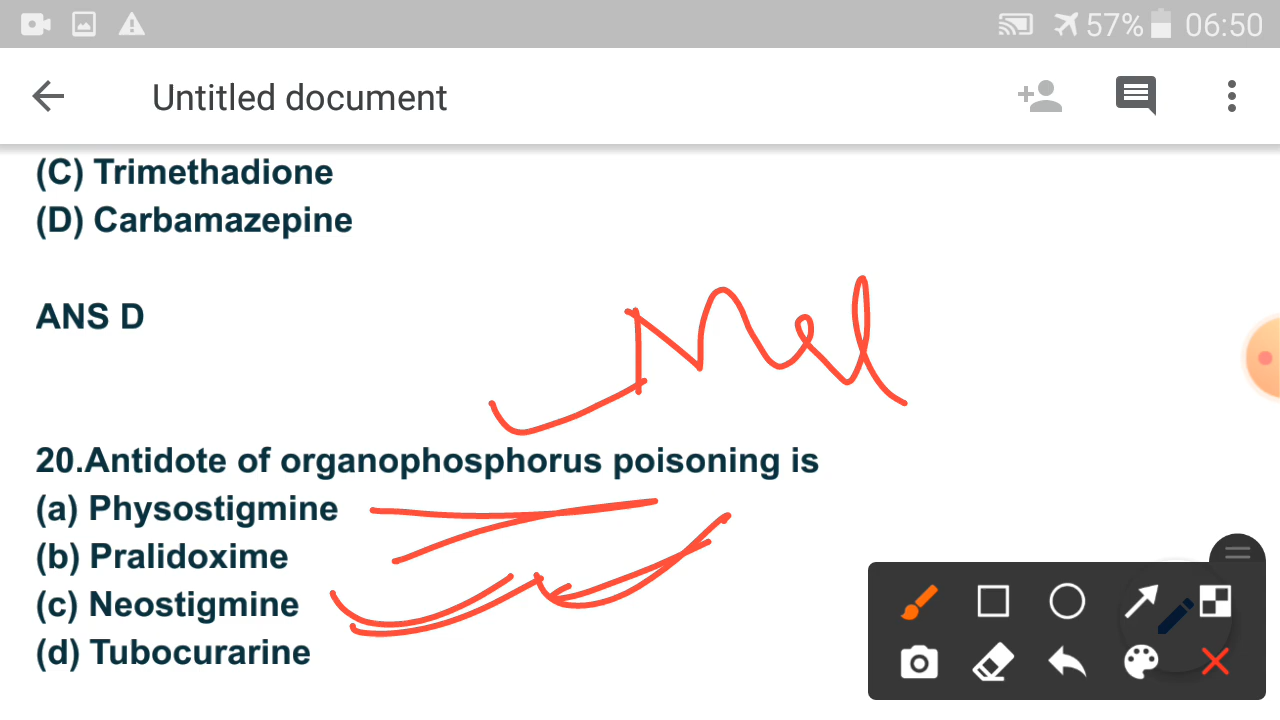 57% 06:50
Untitled document
(C) Trimethadione
(D) Carbamazepine
ANS D
20.Antidote of organophosphorus poisoning is
(a) Physostigmine
(b) Pralidoxime
(c) Neostigmine
(d) Tubocurarine